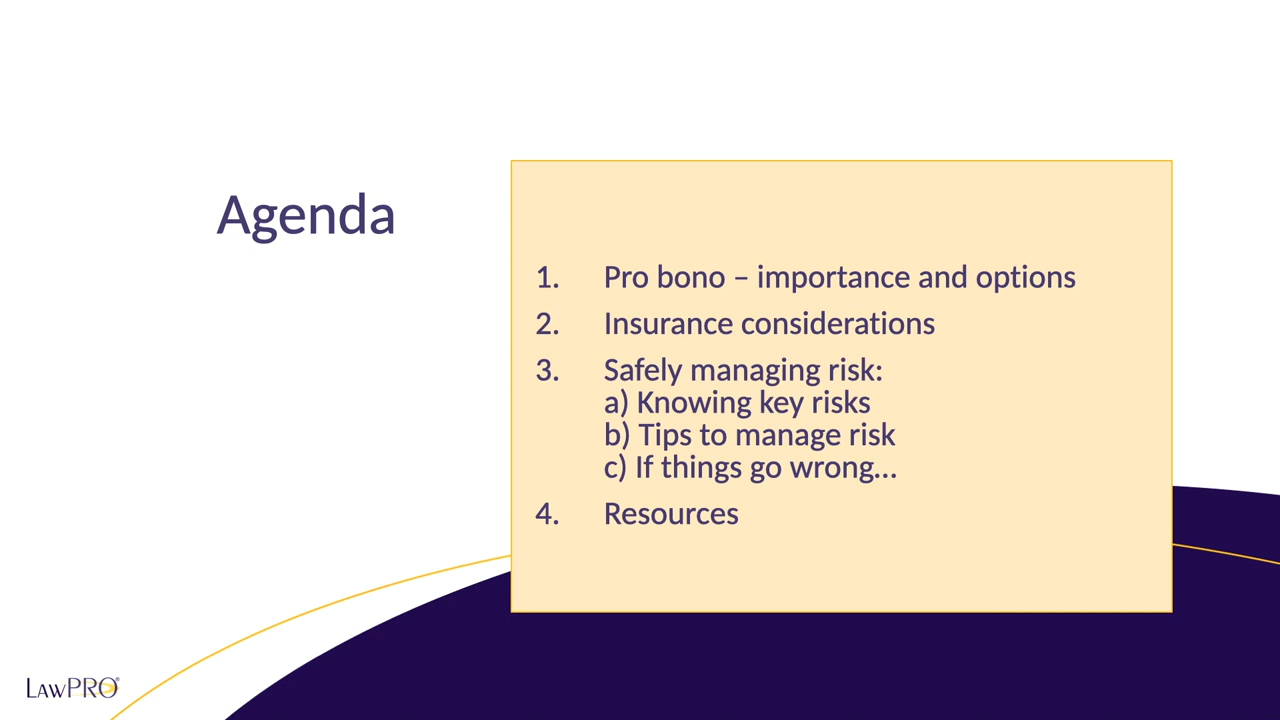 Agenda
1. Pro bono – importance and options
2. Insurance considerations
3. Safely managing risk:
a) Knowing key risks
b) Tips to manage risk
c) If things go wrong...
4. Resources
LAWPRO®